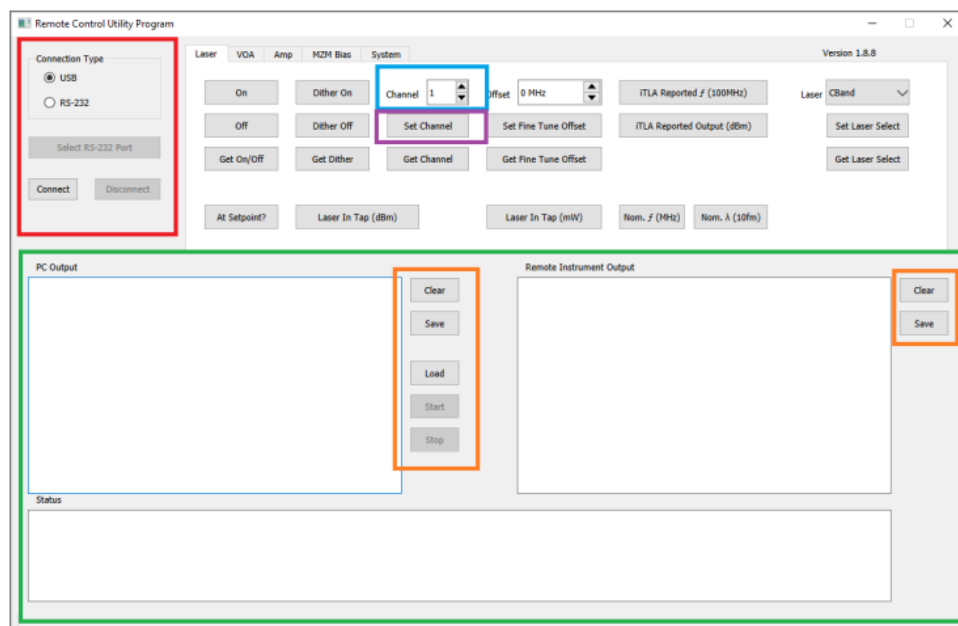 Remote Control Utility Program
Connection Type
USB
RS-232
Select RS-232 Port
Connect Disconnect
Laser VOA Amp MZM Bias System Version 1.8.8
On Dither On Channel 1 Offset 0 MHz iTLA Reported ƒ (100MHz) Laser CBand
Off Dither Off Set Channel Set Fine Tune Offset iTLA Reported Output (dBm) Set Laser Select
Get On/Off Get Dither Get Channel Get Fine Tune Offset Get Laser Select
At Setpoint? Laser In Tap (dBm) Laser In Tap (mW) Nom. ƒ (MHz) Nom. λ (10fm)
PC Output
Clear
Save
Load
Start
Stop
Remote Instrument Output
Clear
Save
Status